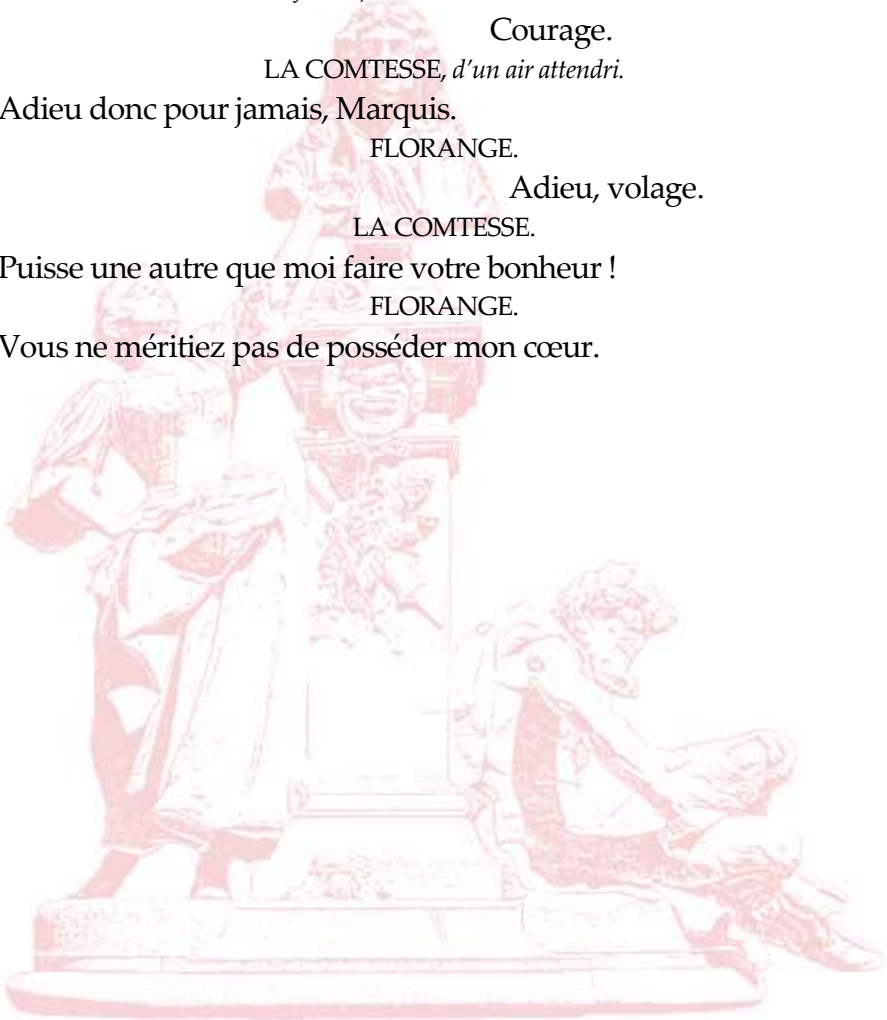 Courage.
LA COMTESSE, d'un air attendri.
Adieu donc pour jamais, Marquis.
FLORANGE.
Adieu, volage.
LA COMTESSE.
Puisse une autre que moi faire votre bonheur !
FLORANGE.
Vous ne méritiez pas de posséder mon cœur.